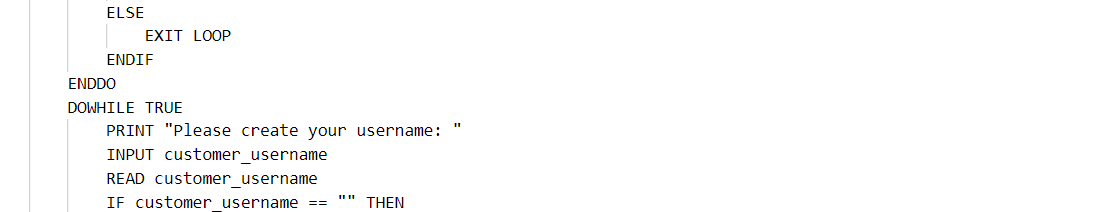 ELSE
EXIT LOOP
ENDIF
ENDDO
DOWHILE TRUE
PRINT "Please create your username: "
INPUT customer_username
READ customer_username
IF customer_username == "" THEN